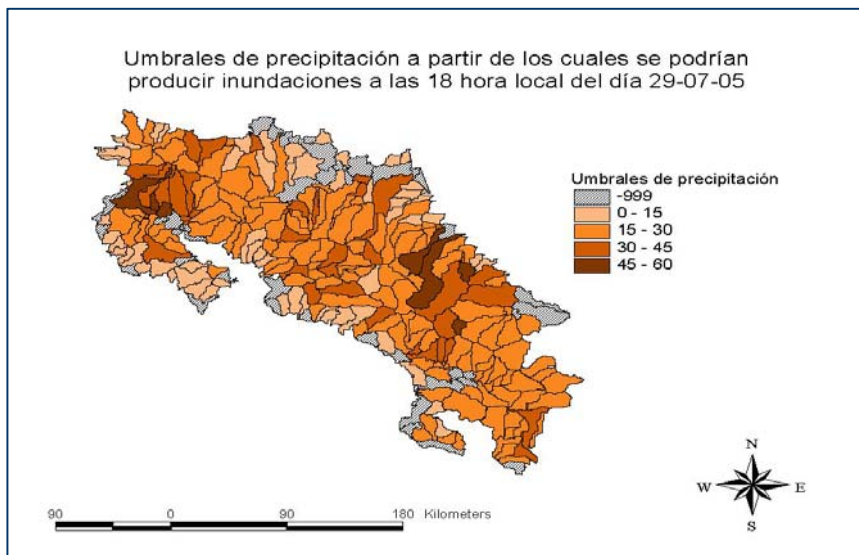 Umbrales de precipitación a partir de los cuales se podrían
producir inundaciones a las 18 hora local del día 29-07-05
Umbrales de precipitación
-999
0 - 15
15 - 30
30 - 45
45 - 60
N
W E
S
90 0 90 180 Kilometers